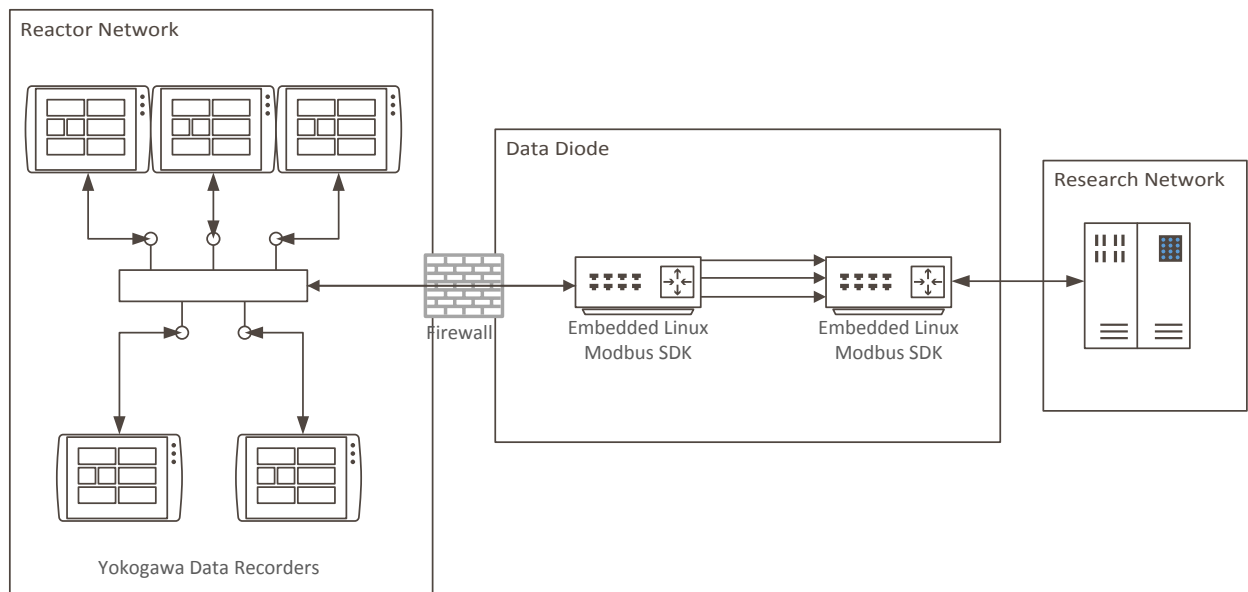 Reactor Network
Data Diode
Research Network
Firewall
Embedded Linux
Modbus SDK
Embedded Linux
Modbus SDK
Yokogawa Data Recorders